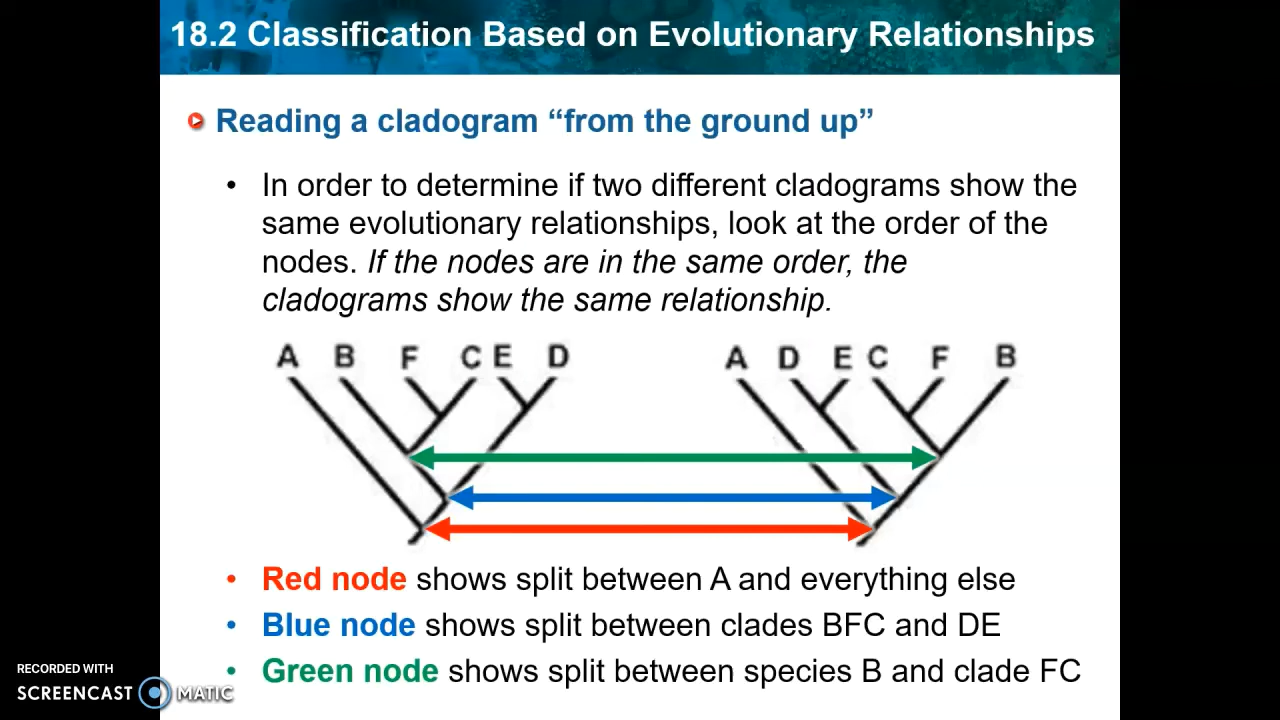 18.2 Classification Based on Evolutionary Relationships
Reading a cladogram “from the ground up”
• In order to determine if two different cladograms show the
same evolutionary relationships, look at the order of the
nodes. If the nodes are in the same order, the
cladograms show the same relationship.
A B F C E D A D E C F B
• Red node shows split between A and everything else
• Blue node shows split between clades BFC and DE
• Green node shows split between species B and clade FC
RECORDED WITH
SCREENCAST MATIC